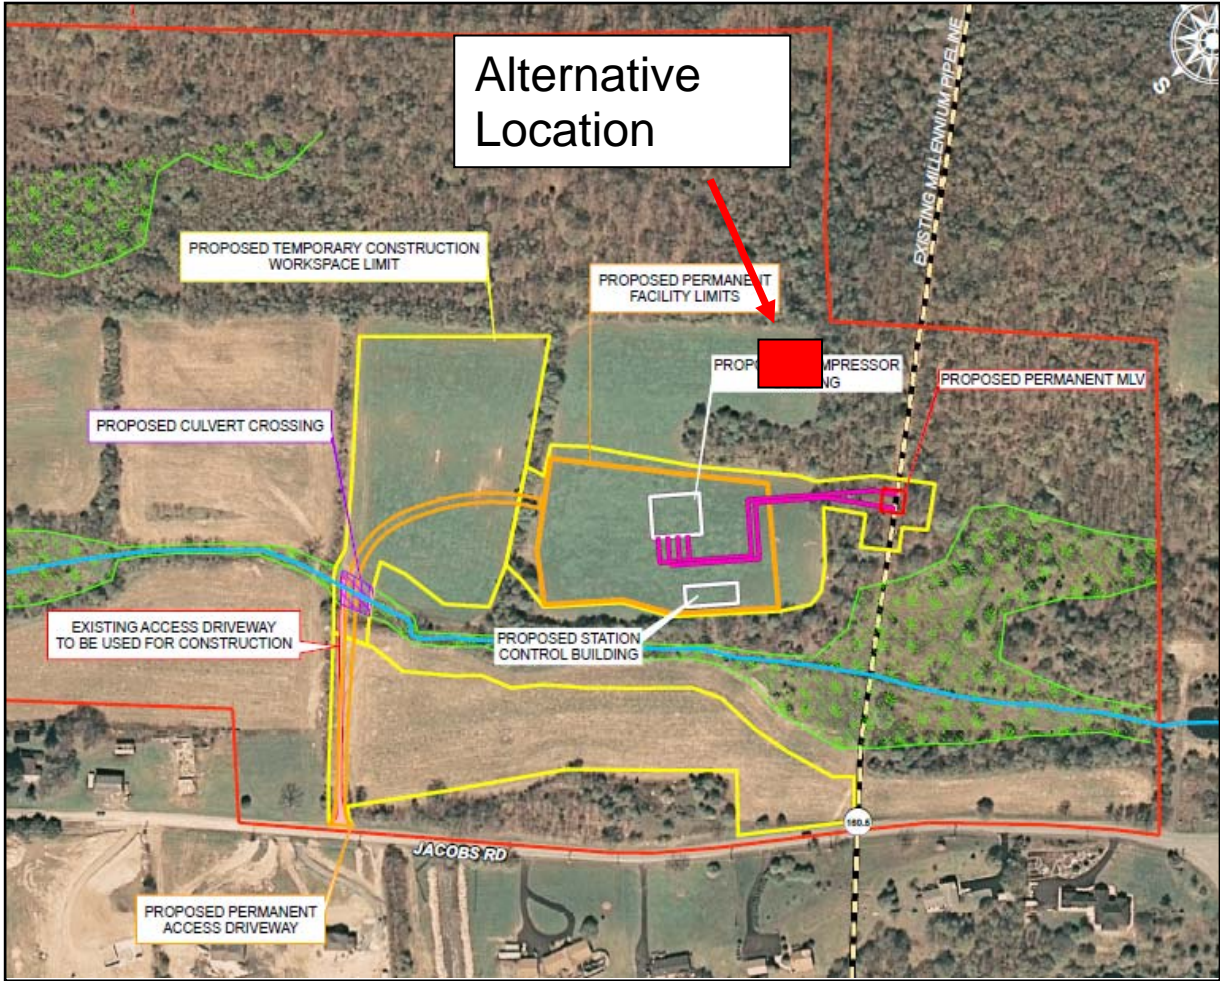 Alternative
Location
EXISTING MILLENNIUM PIPELINE
S
PROPOSED TEMPORARY CONSTRUCTION
WORKSPACE LIMIT
PROPOSED PERMANENT
FACILITY LIMITS
PROPO MPRESSOR
NG
PROPOSED PERMANENT MLV
PROPOSED CULVERT CROSSING
EXISTING ACCESS DRIVEWAY
TO BE USED FOR CONSTRUCTION
PROPOSED STATION
CONTROL BUILDING
160.5
JACOBS RD
PROPOSED PERMANENT
ACCESS DRIVEWAY